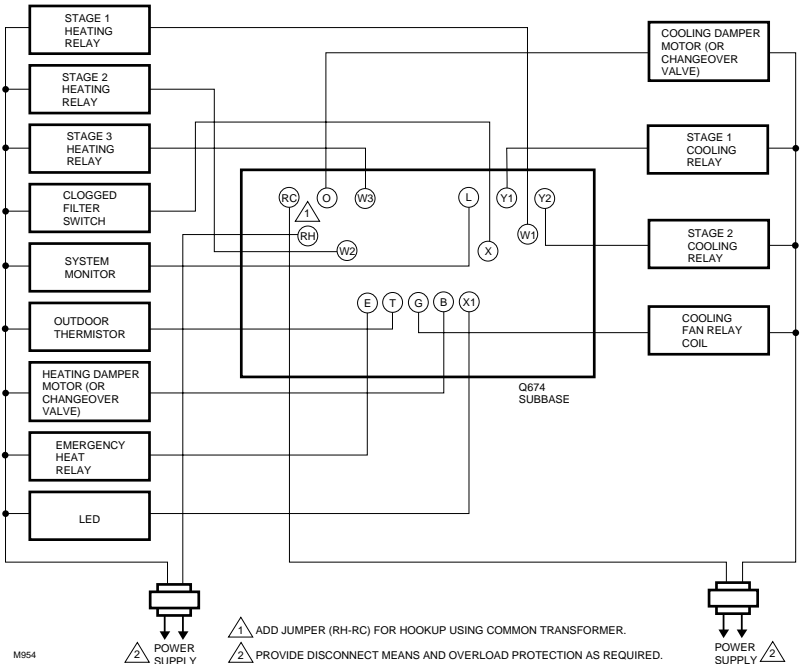 STAGE 1
HEATING
RELAY
STAGE 2
HEATING
RELAY
STAGE 3
HEATING
RELAY
CLOGGED
FILTER
SWITCH
SYSTEM
MONITOR
OUTDOOR
THERMISTOR
HEATING DAMPER
MOTOR (OR
CHANGEOVER
VALVE)
EMERGENCY
HEAT
RELAY
LED
RC
O
W3
L
Y1
Y2
1
RH
W2
X
W1
E
T
G
B
X1
Q674
SUBBASE
COOLING DAMPER
MOTOR (OR
CHANGEOVER
VALVE)
STAGE 1
COOLING
RELAY
STAGE 2
COOLING
RELAY
COOLING
FAN RELAY
COIL
2 POWER
SUPPLY
1 ADD JUMPER (RH-RC) FOR HOOKUP USING COMMON TRANSFORMER.
2 PROVIDE DISCONNECT MEANS AND OVERLOAD PROTECTION AS REQUIRED.
POWER
SUPPLY 2
M954